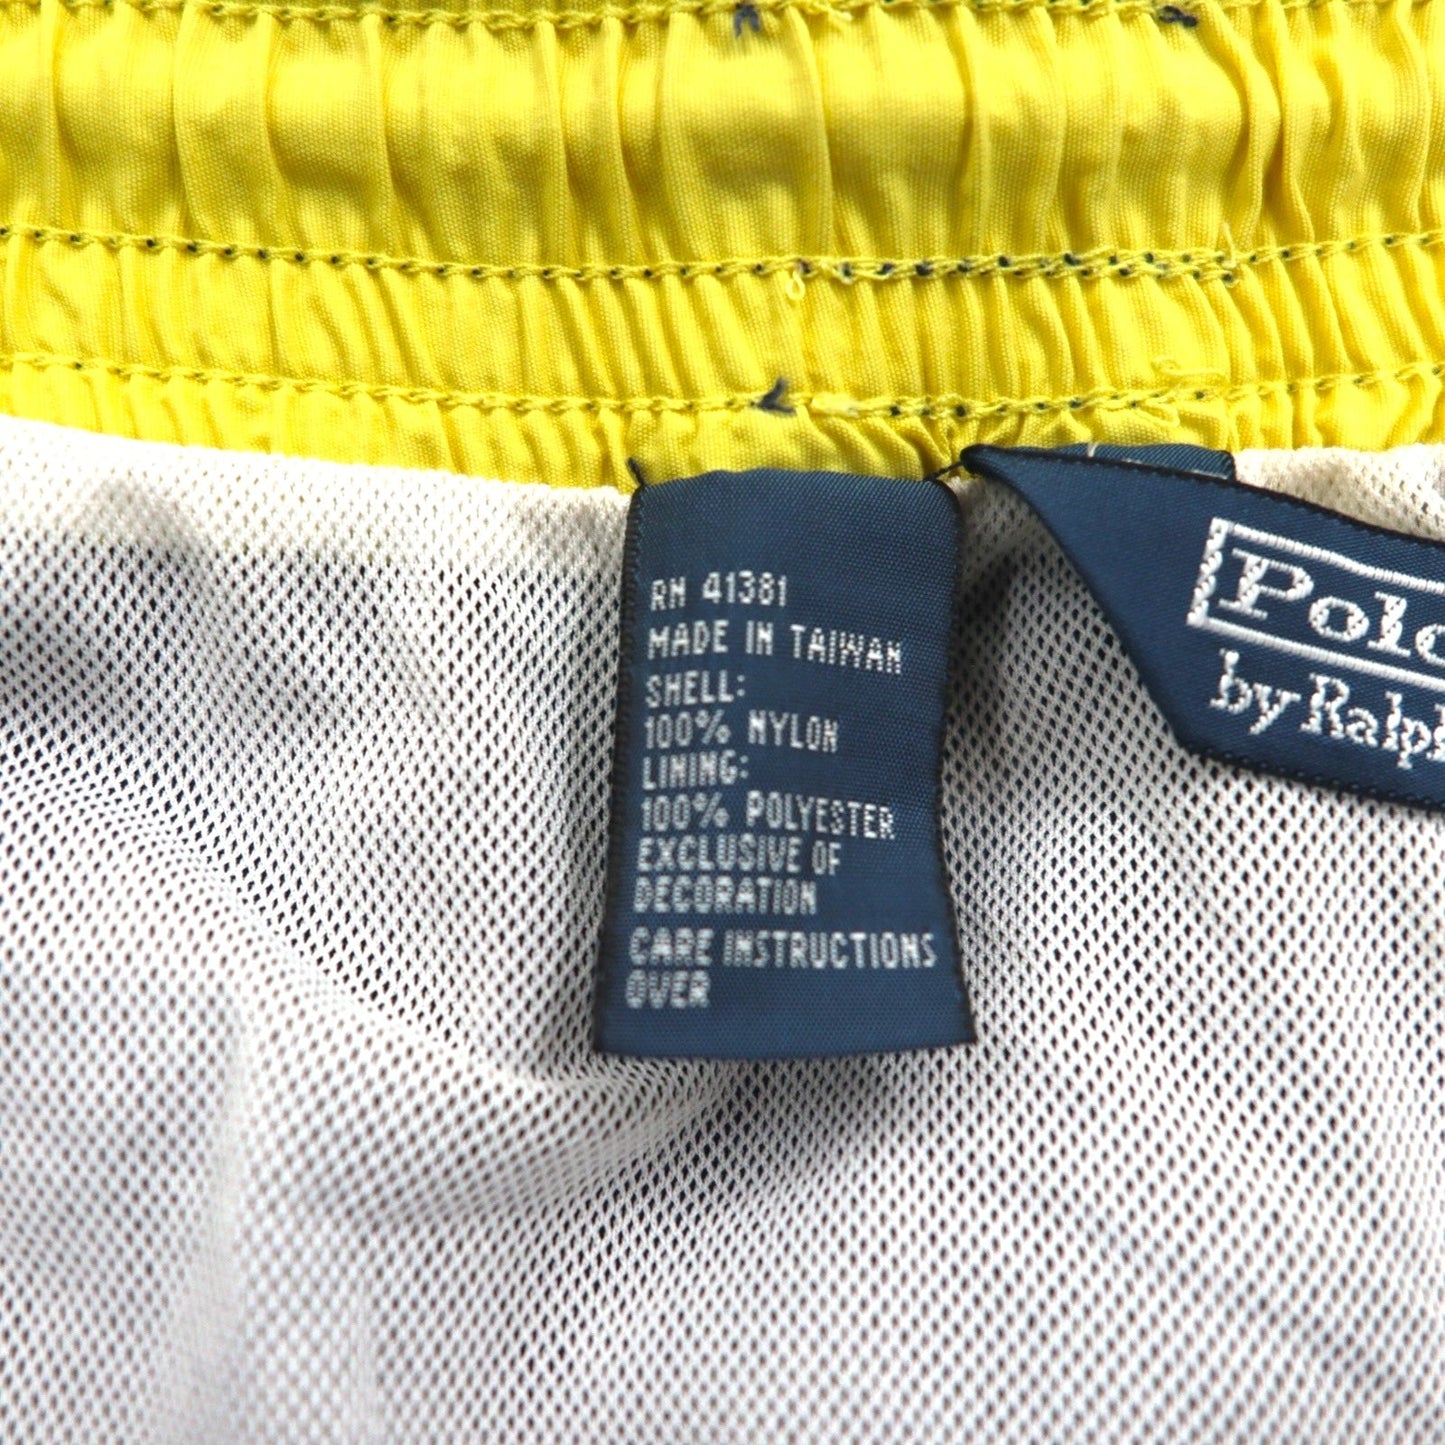 RN 41381
MADE IN TAIWAN
SHELL:
100% NYLON
LINING:
100% POLYESTER
EXCLUSIVE OF
DECORATION
CARE INSTRUCTIONS
OVER
Polo
by Ralph